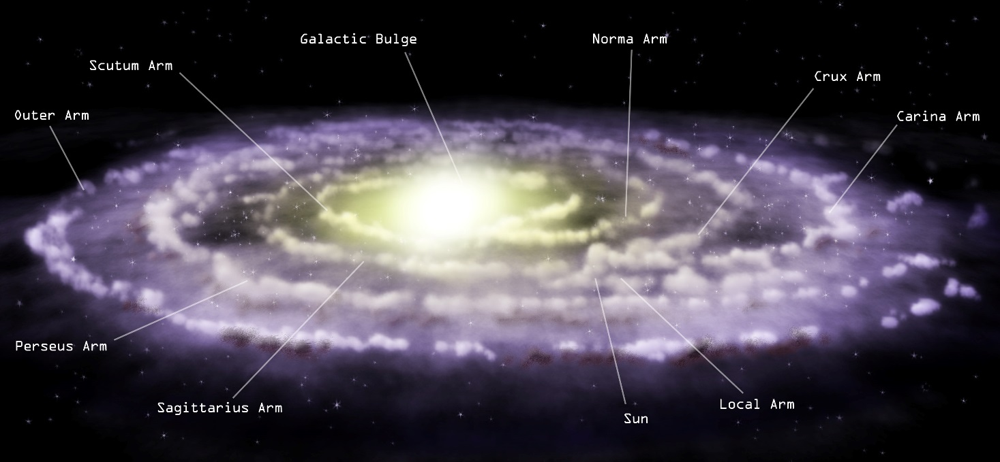 Galactic Bulge
Norma Arm
Scutum Arm
Crux Arm
Outer Arm
Carina Arm
Perseus Arm
Sagittarius Arm
Local Arm
Sun